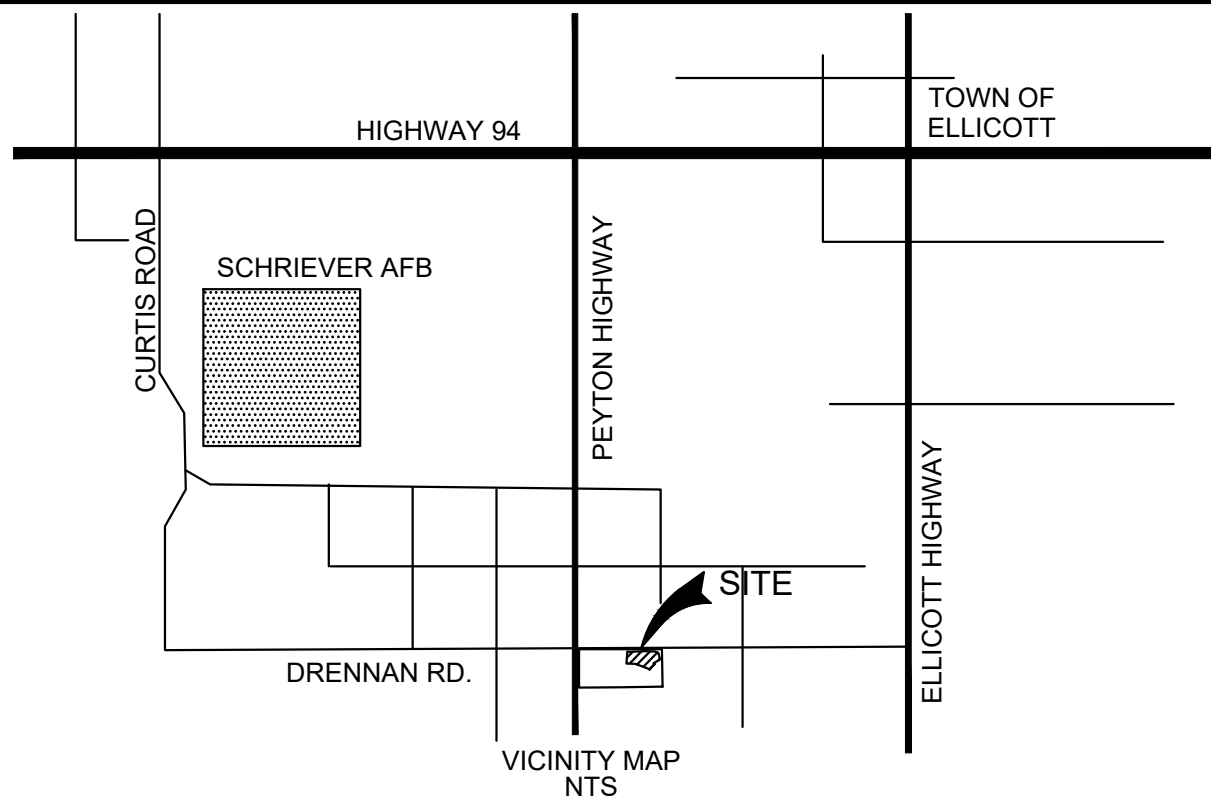 TOWN OF
ELLICOTT
HIGHWAY 94
CURTIS ROAD
SCHRIEVER AFB
PEYTON HIGHWAY
ELLICOTT HIGHWAY
SITE
DRENNAN RD.
VICINITY MAP
NTS